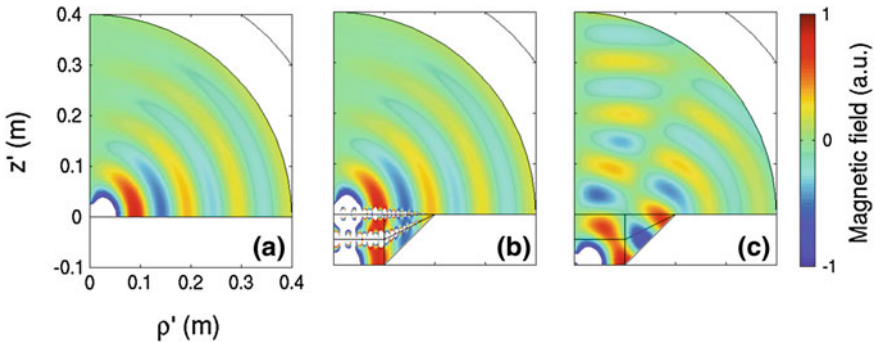 0.4
0.3
0.2
0.1
0
-0.1
z' (m)
0 0.1 0.2 0.3 0.4
ρ' (m)
(a)
(b)
(c)
1
0
-1
Magnetic field (a.u.)